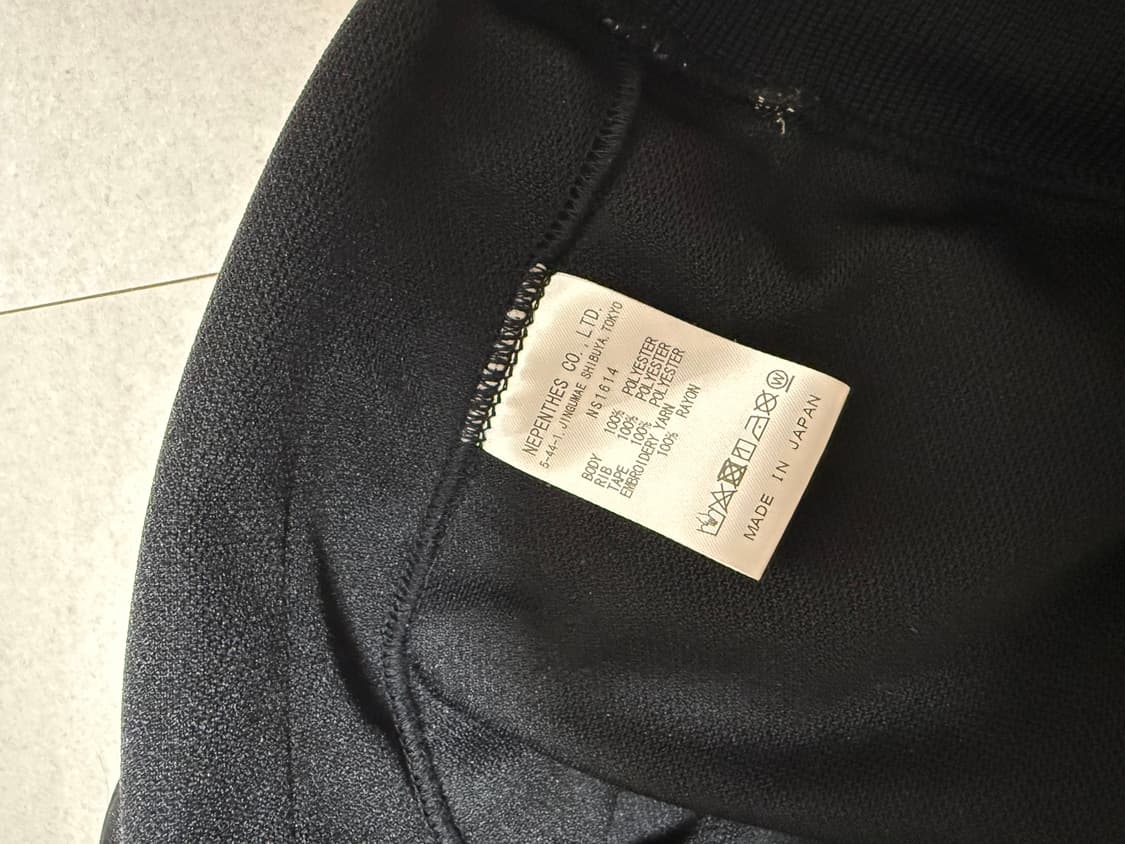 NEPENTHES CO., LTD.
5-44-1, JINGUMAE SHIBUYA, TOKYO
NS1614
BODY 100% POLYESTER
RIB 100% POLYESTER
TAPE 100% POLYESTER
EMBROIDERY YARN
100% RAYON
W
MADE IN JAPAN